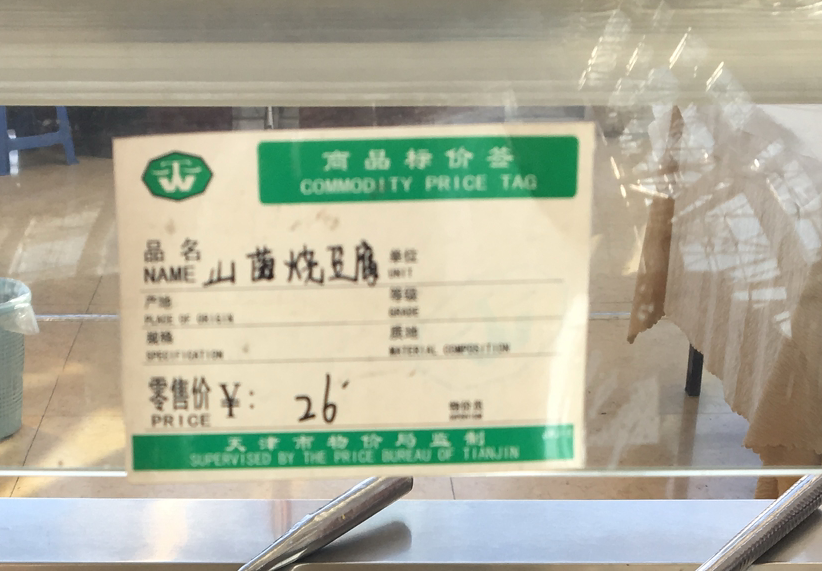 商品标价签
COMMODITY PRICE TAG
品名
NAME 山菌烧豆腐 单位
UNIT
产地 等级
PLACE OF ORIGIN GRADE
规格 质地
SPECIFICATION MATERIAL COMPOSITION
零售价 ¥: 26
PRICE 物价员
天津市物价局监制
SUPERVISED BY THE PRICE BUREAU OF TIANJIN